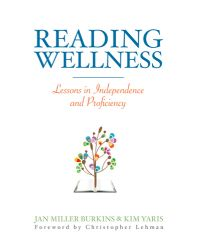 READING
WELLNESS
Lessons in Independence
and Proficiency
JAN MILLER BURKINS & KIM YARIS
Foreword by Christopher Lehman